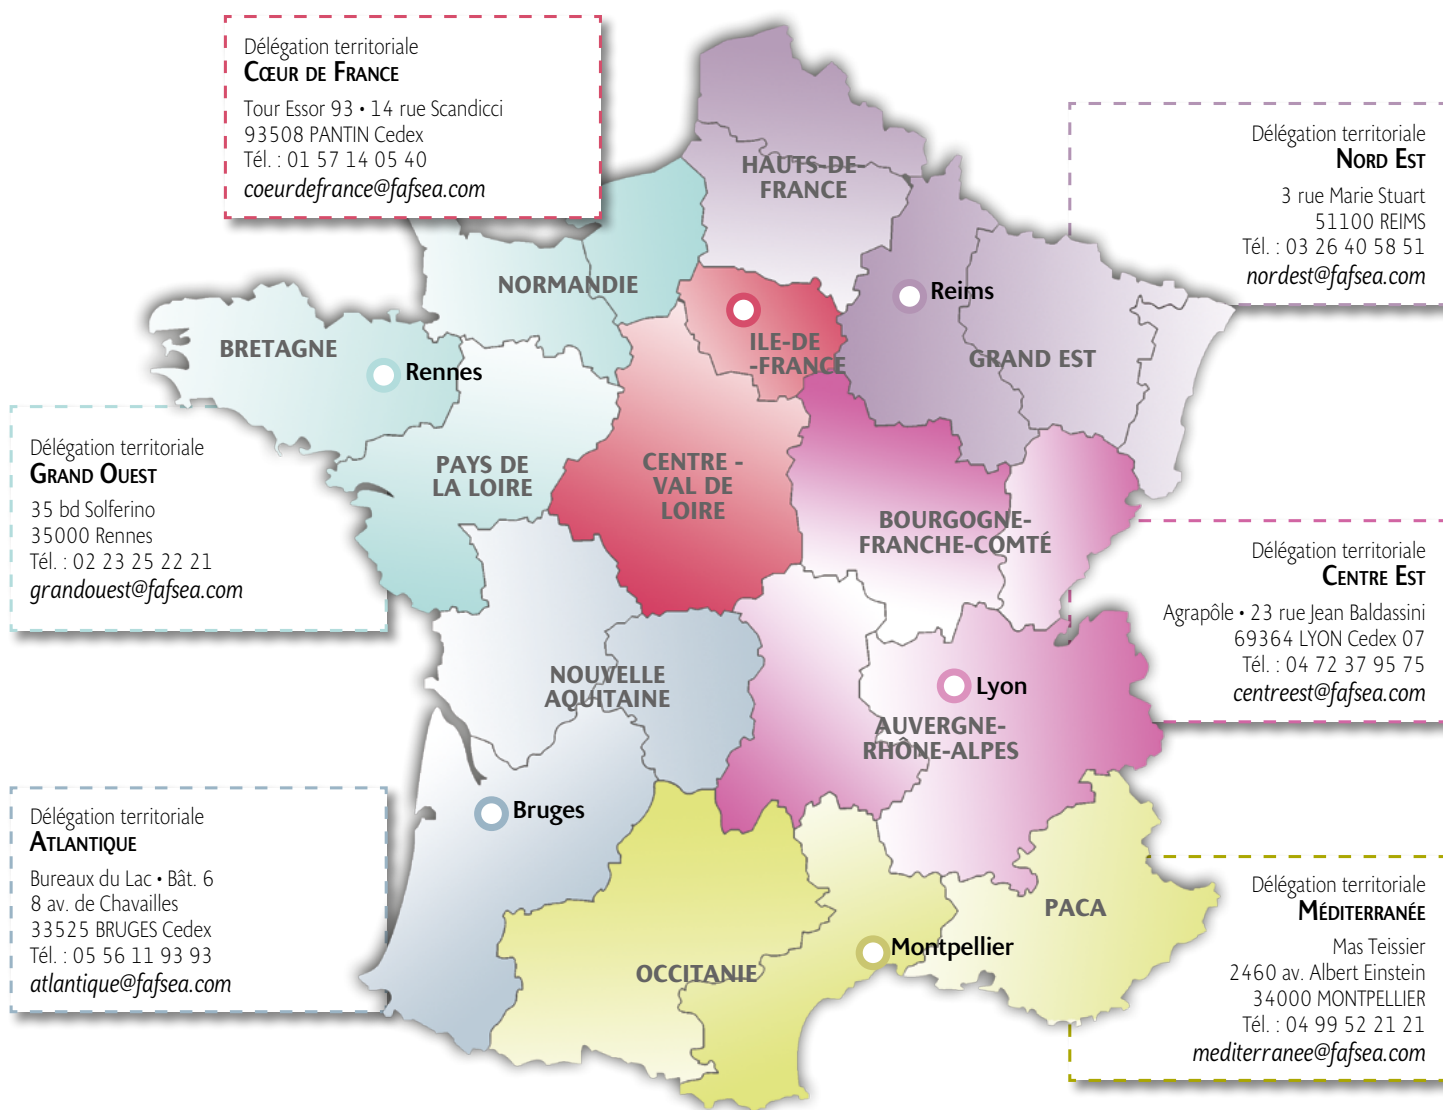 Délégation territoriale
CŒUR DE FRANCE
Tour Essor 93 • 14 rue Scandicci
93508 PANTIN Cedex
Tél. : 01 57 14 05 40
coeurdefrance@fafsea.com
Délégation territoriale
NORD EST
3 rue Marie Stuart
51100 REIMS
Tél. : 03 26 40 58 51
nordest@fafsea.com
HAUTS-DE-
FRANCE
NORMANDIE
Reims
BRETAGNE
ILE-DE
-FRANCE
GRAND EST
Rennes
Délégation territoriale
GRAND OUEST
35 bd Solferino
35000 Rennes
Tél. : 02 23 25 22 21
grandouest@fafsea.com
PAYS DE
LA LOIRE
CENTRE -
VAL DE
LOIRE
BOURGOGNE-
FRANCHE-COMTÉ
Délégation territoriale
CENTRE EST
Agrapôle • 23 rue Jean Baldassini
69364 LYON Cedex 07
Tél. : 04 72 37 95 75
centreest@fafsea.com
NOUVELLE
AQUITAINE
Lyon
AUVERGNE-
RHÔNE-ALPES
Délégation territoriale
ATLANTIQUE
Bureaux du Lac • Bât. 6
8 av. de Chavailles
33525 BRUGES Cedex
Tél. : 05 56 11 93 93
atlantique@fafsea.com
Bruges
PACA
Montpellier
OCCITANIE
Délégation territoriale
MÉDITERRANÉE
Mas Teissier
2460 av. Albert Einstein
34000 MONTPELLIER
Tél. : 04 99 52 21 21
mediterranee@fafsea.com